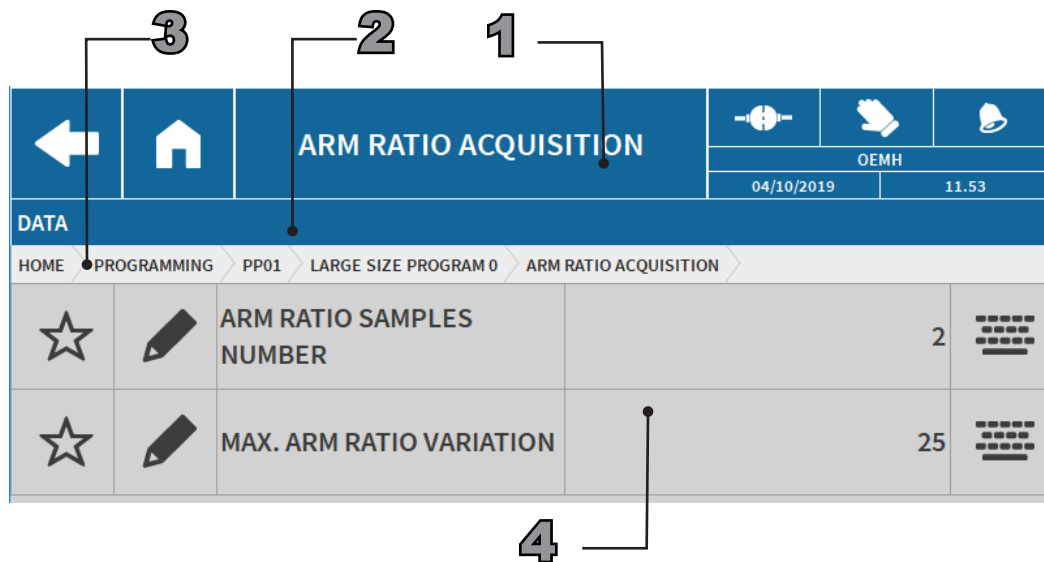 3 2 1
ARM RATIO ACQUISITION
OEMH
04/10/2019 11.53
DATA
HOME PROGRAMMING PP01 LARGE SIZE PROGRAM 0 ARM RATIO ACQUISITION
ARM RATIO SAMPLES
NUMBER
2
MAX. ARM RATIO VARIATION 25
4